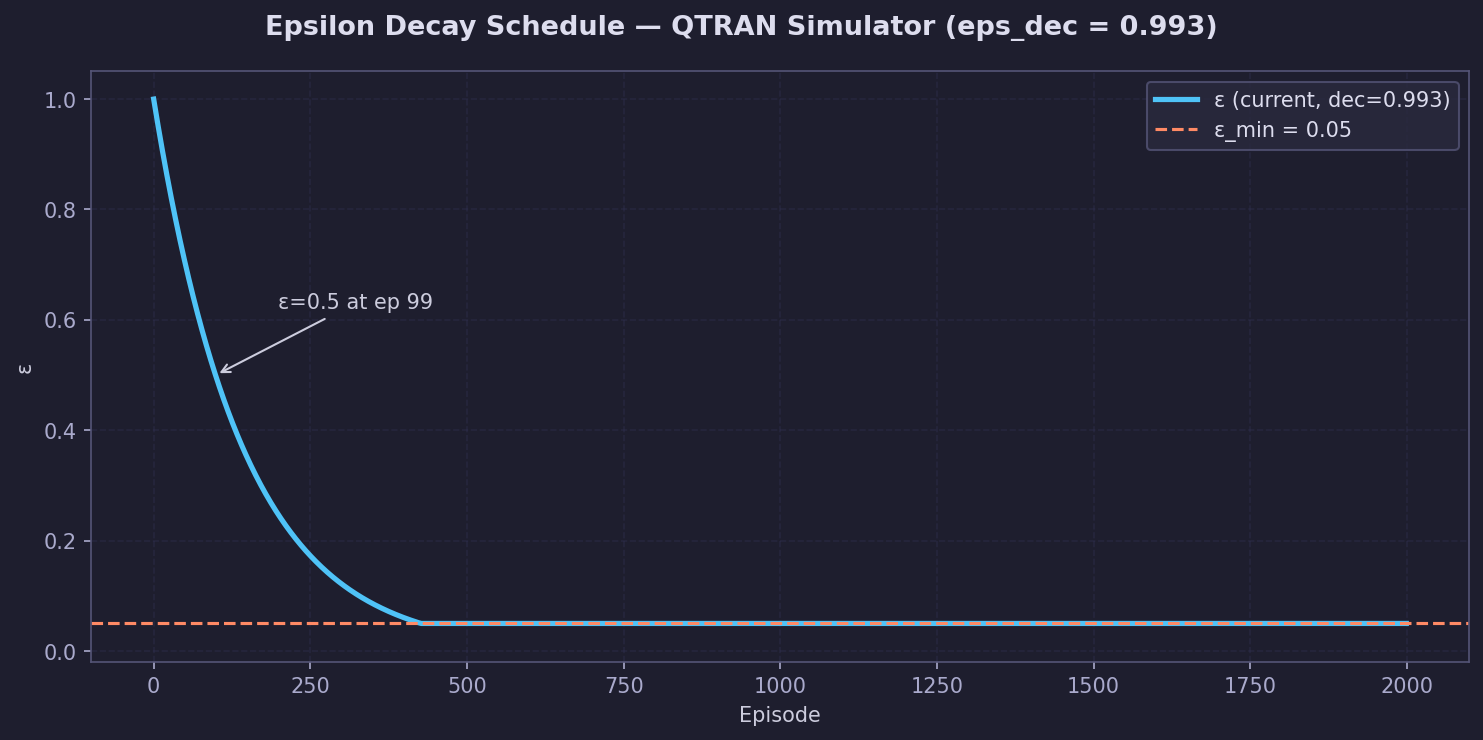 Epsilon Decay Schedule — QTRAN Simulator (eps_dec = 0.993)
ε (current, dec=0.993)
ε_min = 0.05
ε=0.5 at ep 99
ε
1.0
0.8
0.6
0.4
0.2
0.0
0 250 500 750 1000 1250 1500 1750 2000
Episode